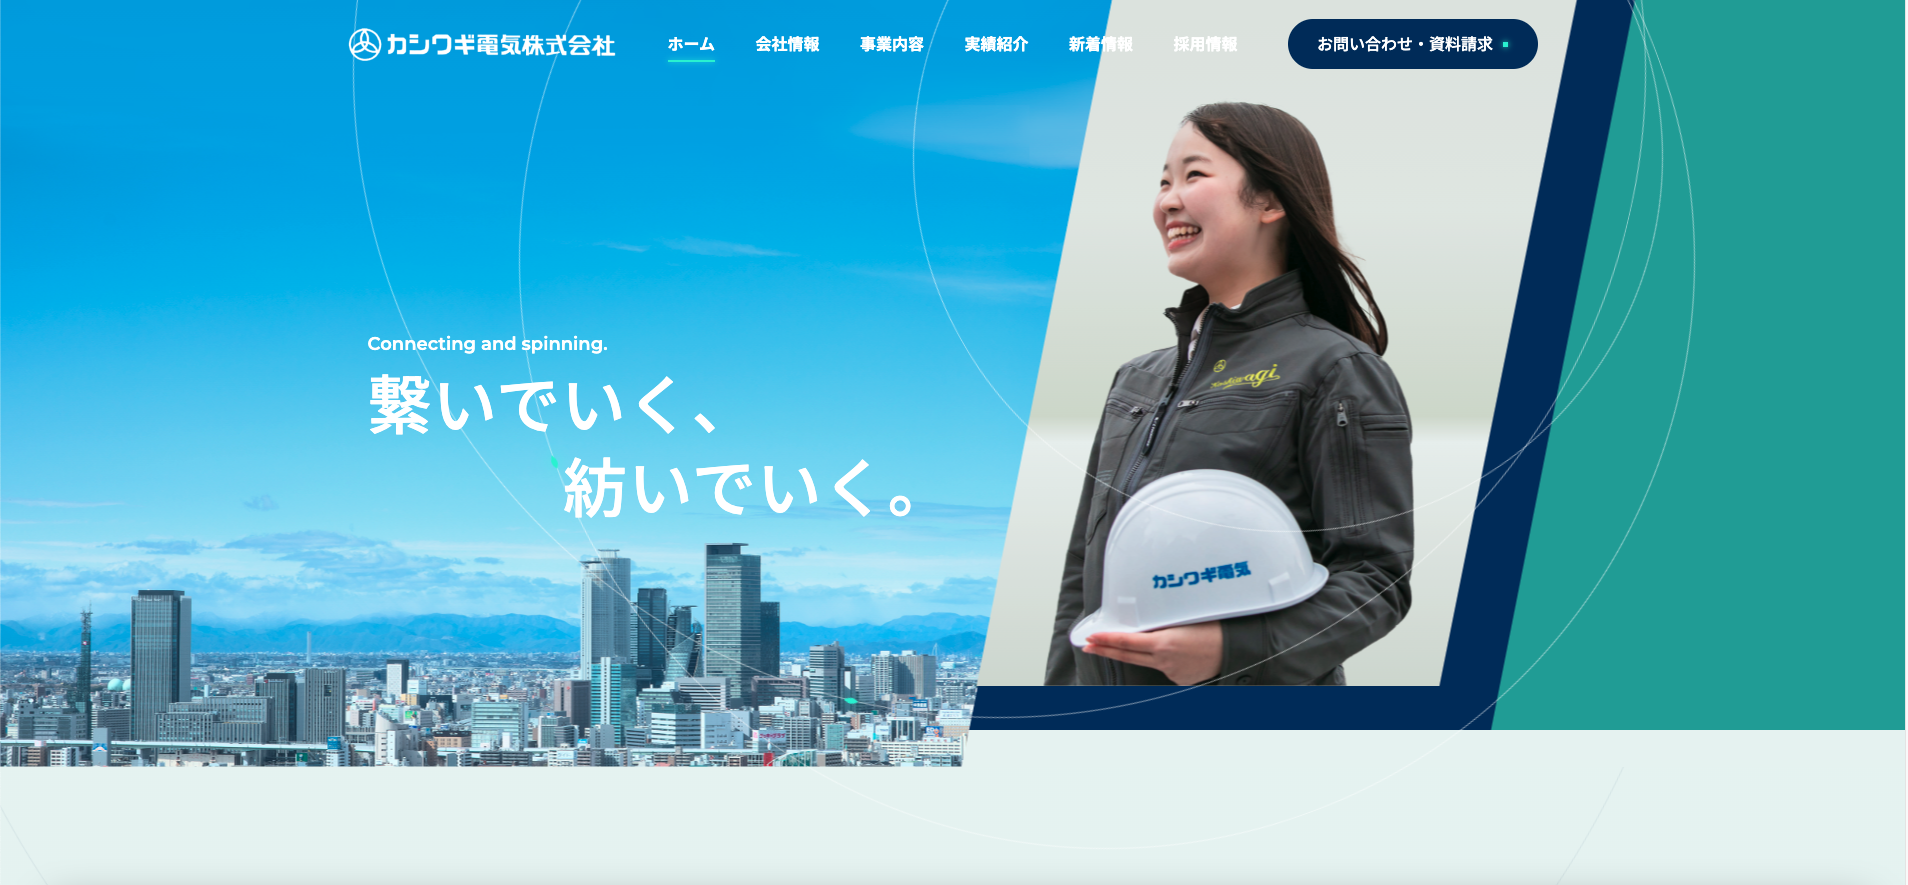 カシワギ電気株式会社
ホーム 会社情報 事業内容 実績紹介 新着情報 採用情報 お問い合わせ・資料請求
Connecting and spinning.
繋いでいく、
紡いでいく。
Kashiwagi
カシワギ電気